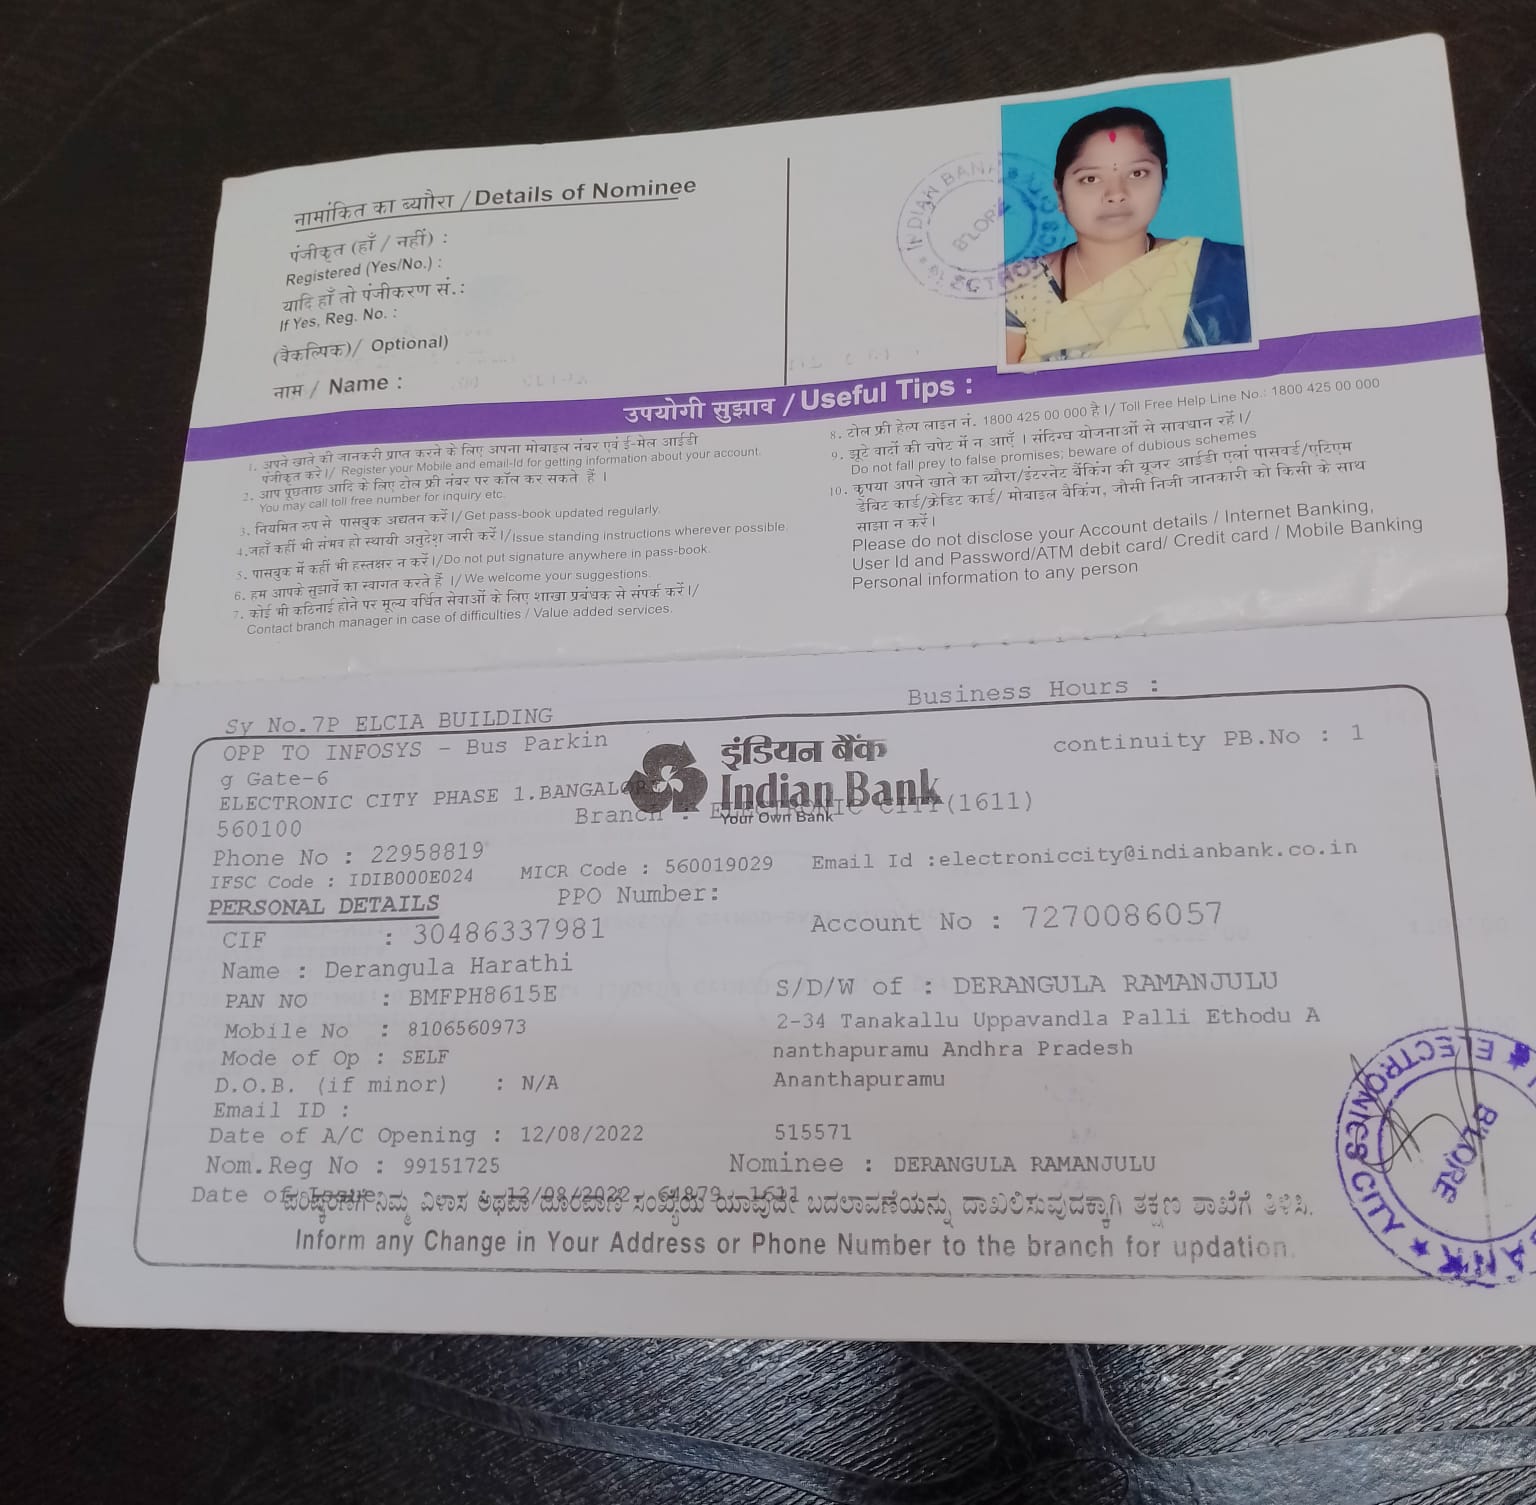 नामांकित का ब्यौरा / Details of Nominee
पंजीकृत (हाँ / नहीं) :
Registered (Yes/No.) :
यादि हाँ तो पंजीकरण सं.:
If Yes, Reg. No. :
(वैकल्पिक)/ Optional)
नाम / Name :
INDIAN BANK
B'LORE
ELECTRONICS CITY
उपयोगी सुझाव / Useful Tips :
1. अपने खाते की जानकारी प्राप्त करने के लिए अपना मोबाइल नंबर एवं ई-मेल आईडी
पंजीकृत करे।/ Register your Mobile and email-Id for getting information about your account.
2. आप पूछताछ आदि के लिए टोल फ्री नंबर पर कॉल कर सकते हैं ।
You may call toll free number for inquiry etc.
3. नियमित रुप से पासबुक अद्यतन करें।/ Get pass-book updated regularly.
4.जहाँ कहीं भी संभव हो स्थायी अनुदेश जारी करें।/Issue standing instructions wherever possible.
5. पासबुक में कहीं भी हस्तक्षर न करें।/Do not put signature anywhere in pass-book.
6. हम आपके सुझावें का स्वागत करते हैं ।/ We welcome your suggestions.
7. कोई भी कठिनाई होने पर मूल्य वर्धित सेवाओं के लिए शाखा प्रबंधक से संपर्क करें।/
Contact branch manager in case of difficulties / Value added services.
8. टोल फ्री हेल्प लाइन नं. 1800 425 00 000 है।/ Toll Free Help Line No.: 1800 425 00 000
9. झूटे वादों की चपेट में न आएँ । संदिग्ध योजनाओं से सावधान रहें।/
Do not fall prey to false promises; beware of dubious schemes
10. कृपया अपने खाते का ब्यौरा/इंटरनेट बैंकिग की यूजर आईडी एलां पासवर्ड/एटिएम
डेबिट कार्ड/क्रेडिट कार्ड/ मोबाइल बैकिंग, जौसी निजी जानकारी को किसी के साथ
साझा न करें।
Please do not disclose your Account details / Internet Banking,
User Id and Password/ATM debit card/ Credit card / Mobile Banking
Personal information to any person
Business Hours :
Sy No.7P ELCIA BUILDING
OPP TO INFOSYS - Bus Parkin
g Gate-6
ELECTRONIC CITY PHASE 1.BANGALORE
560100
इंडियन बैंक
Indian Bank
Your Own Bank
continuity PB.No : 1
Branch : ELECTRONIC CITY(1611)
Phone No : 22958819
IFSC Code : IDIB000E024 MICR Code : 560019029 Email Id :electroniccity@indianbank.co.in
PERSONAL DETAILS PPO Number:
CIF : 30486337981 Account No : 7270086057
Name : Derangula Harathi
PAN NO : BMFPH8615E S/D/W of : DERANGULA RAMANJULU
Mobile No : 8106560973 2-34 Tanakallu Uppavandla Palli Ethodu A
Mode of Op : SELF nanthapuramu Andhra Pradesh
D.O.B. (if minor) : N/A Ananthapuramu
Email ID :
Date of A/C Opening : 12/08/2022 515571
Nom.Reg No : 99151725 Nominee : DERANGULA RAMANJULU
Date of Issue : 12/08/2022 61879 1611
ನಿಮ್ಮ ವಿಳಾಸ ಅಥವಾ ದೂರವಾಣಿ ಸಂಖ್ಯೆಯ ಯಾವುದೇ ಬದಲಾವಣೆಯನ್ನು ದಾಖಲಿಸುವುದಕ್ಕಾಗಿ ತಕ್ಷಣ ಶಾಖೆಗೆ ತಿಳಿಸಿ.
Inform any Change in Your Address or Phone Number to the branch for updation.
ELECTRONICS CITY
B'LORE
BANK